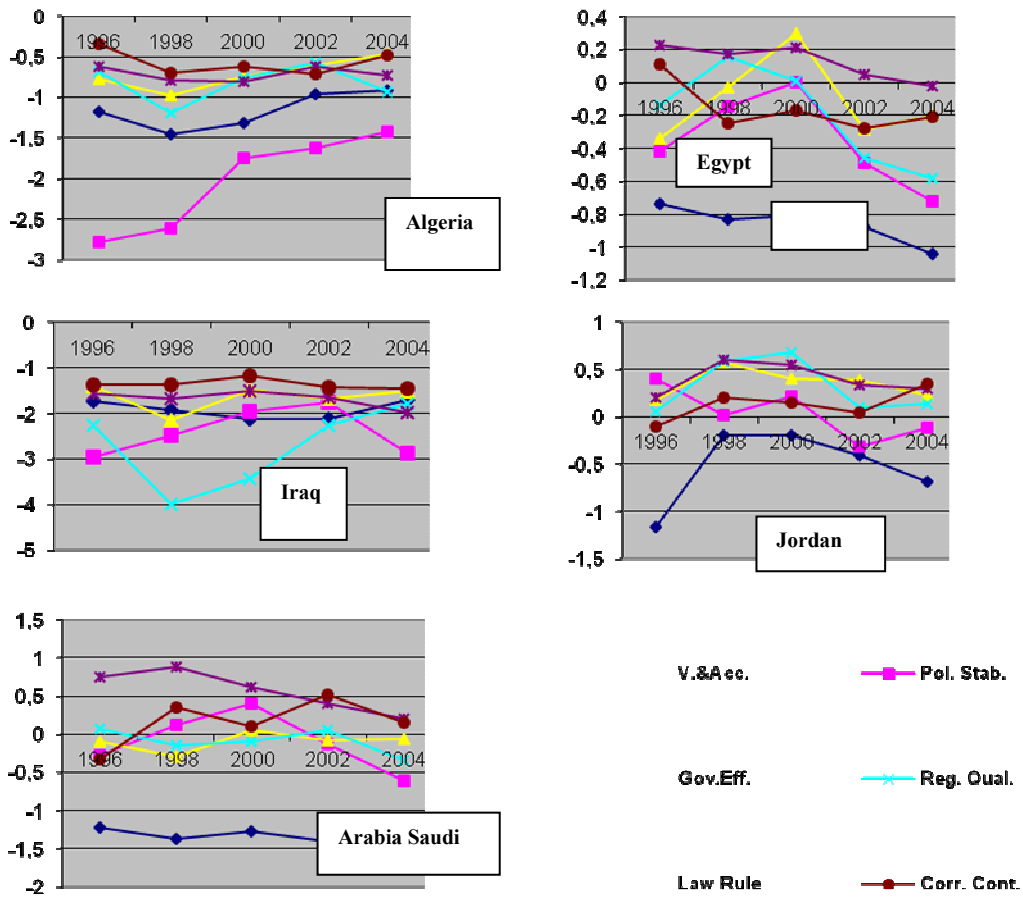 0
-0,5
-1
-1,5
-2
-2,5
-3
1996 1998 2000 2002 2004
Algeria
0,4
0,2
0
-0,2
-0,4
-0,6
-0,8
-1
-1,2
1996 1998 2000 2002 2004
Egypt
0
-1
-2
-3
-4
-5
1996 1998 2000 2002 2004
Iraq
1
0,5
0
-0,5
-1
-1,5
1996 1998 2000 2002 2004
Jordan
1,5
1
0,5
0
-0,5
-1
-1,5
-2
1996 1998 2000 2002 2004
Arabia Saudi
V.&Acc. Pol. Stab.
Gov.Eff. Reg. Qual.
Law Rule Corr. Cont.